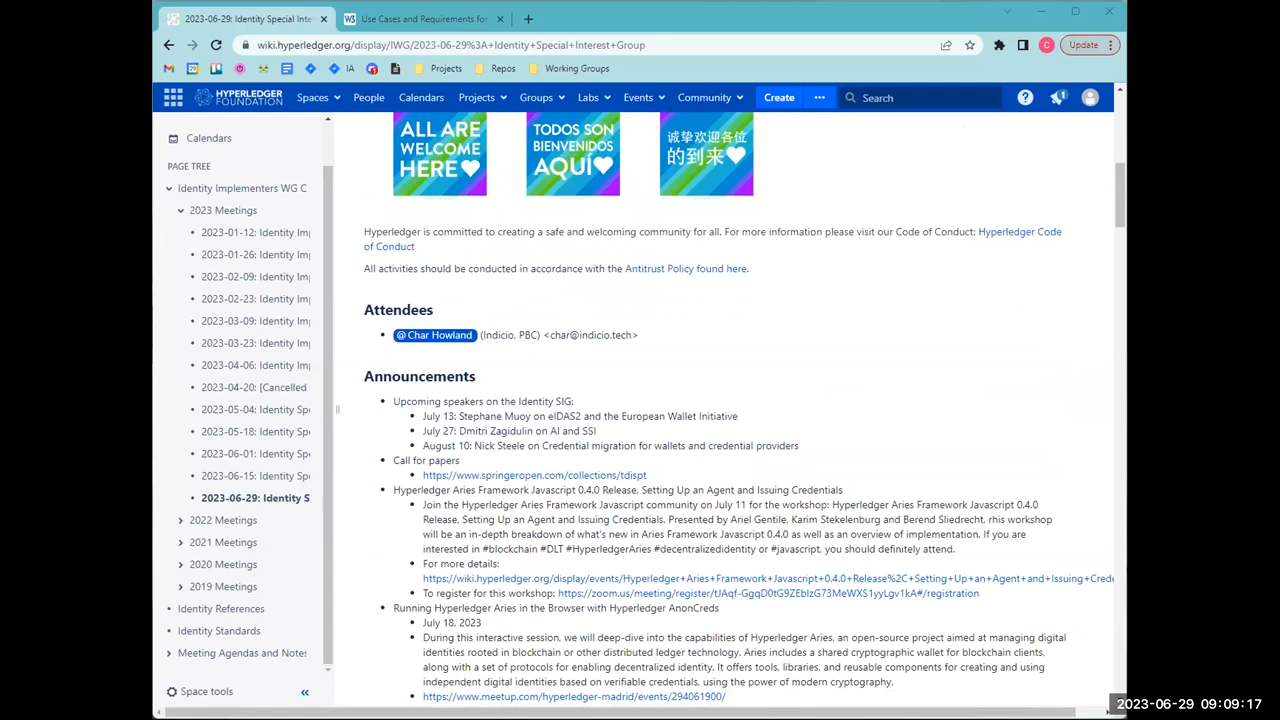 2023-06-29: Identity Special Inte
Use Cases and Requirements for
wiki.hyperledger.org/display/IWG/2023-06-29%3A+Identity+Special+Interest+Group
C
Update
IA
Projects
Repos
Working Groups
HYPERLEDGER
FOUNDATION
Spaces
People
Calendars
Projects
Groups
Labs
Events
Community
Create
Search
1
Calendars
PAGE TREE
Identity Implementers WG C
2023 Meetings
2023-01-12: Identity Imp
2023-01-26: Identity Imp
2023-02-09: Identity Imp
2023-02-23: Identity Imp
2023-03-09: Identity Imp
2023-03-23: Identity Imp
2023-04-06: Identity Imp
2023-04-20: [Cancelled
2023-05-04: Identity Spe
2023-05-18: Identity Spe
2023-06-01: Identity Spe
2023-06-15: Identity Spe
2023-06-29: Identity S
2022 Meetings
2021 Meetings
2020 Meetings
2019 Meetings
Identity References
Identity Standards
Meeting Agendas and Notes
Space tools
ALL ARE
WELCOME
HERE
TODOS SON
BIENVENIDOS
AQUÍ
诚挚欢迎各位
的到来
Hyperledger is committed to creating a safe and welcoming community for all. For more information please visit our Code of Conduct: Hyperledger Code
of Conduct
All activities should be conducted in accordance with the Antitrust Policy found here.
Attendees
@Char Howland (Indicio, PBC) <char@indicio.tech>
Announcements
Upcoming speakers on the Identity SIG:
July 13: Stephane Muoy on eIDAS2 and the European Wallet Initiative
July 27: Dmitri Zagidulin on AI and SSI
August 10: Nick Steele on Credential migration for wallets and credential providers
Call for papers
https://www.springeropen.com/collections/tdispt
Hyperledger Aries Framework Javascript 0.4.0 Release, Setting Up an Agent and Issuing Credentials
Join the Hyperledger Aries Framework Javascript community on July 11 for the workshop: Hyperledger Aries Framework Javascript 0.4.0
Release, Setting Up an Agent and Issuing Credentials. Presented by Ariel Gentile, Karim Stekelenburg and Berend Sliedrecht, rhis workshop
will be an in-depth breakdown of what's new in Aries Framework Javascript 0.4.0 as well as an overview of implementation. If you are
interested in #blockchain #DLT #HyperledgerAries #decentralizedidentity or #javascript, you should definitely attend.
For more details:
https://wiki.hyperledger.org/display/events/Hyperledger+Aries+Framework+Javascript+0.4.0+Release%2C+Setting+Up+an+Agent+and+Issuing+Crede
To register for this workshop: https://zoom.us/meeting/register/tJAqf-GgqD0tG9ZEbIzG73MeWXS1yyLgv1kA#/registration
Running Hyperledger Aries in the Browser with Hyperledger AnonCreds
July 18, 2023
During this interactive session, we will deep-dive into the capabilities of Hyperledger Aries, an open-source project aimed at managing digital
identities rooted in blockchain or other distributed ledger technology. Aries includes a shared cryptographic wallet for blockchain clients,
along with a set of protocols for enabling decentralized identity. It offers tools, libraries, and reusable components for creating and using
independent digital identities based on verifiable credentials, using the power of modern cryptography.
https://www.meetup.com/hyperledger-madrid/events/294061900/
2023-06-29 09:09:17